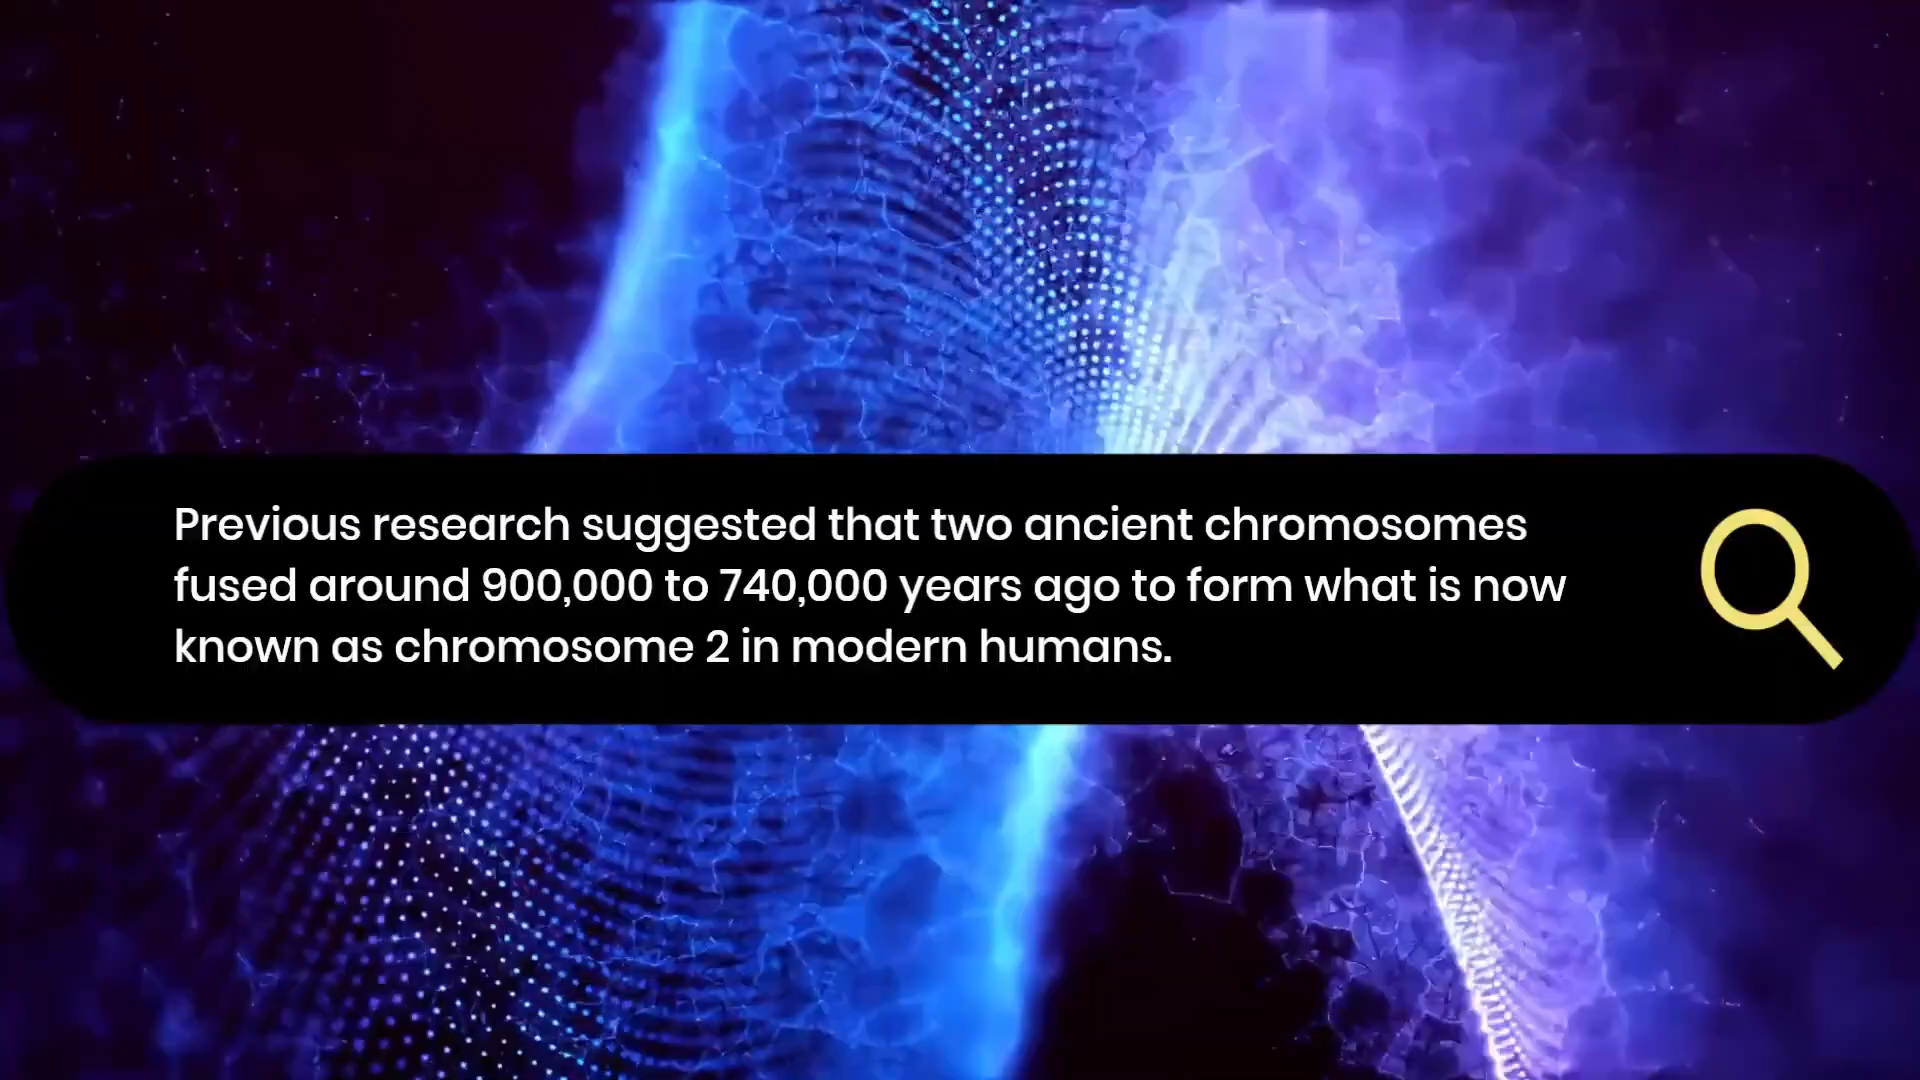 Previous research suggested that two ancient chromosomes
fused around 900,000 to 740,000 years ago to form what is now
known as chromosome 2 in modern humans.